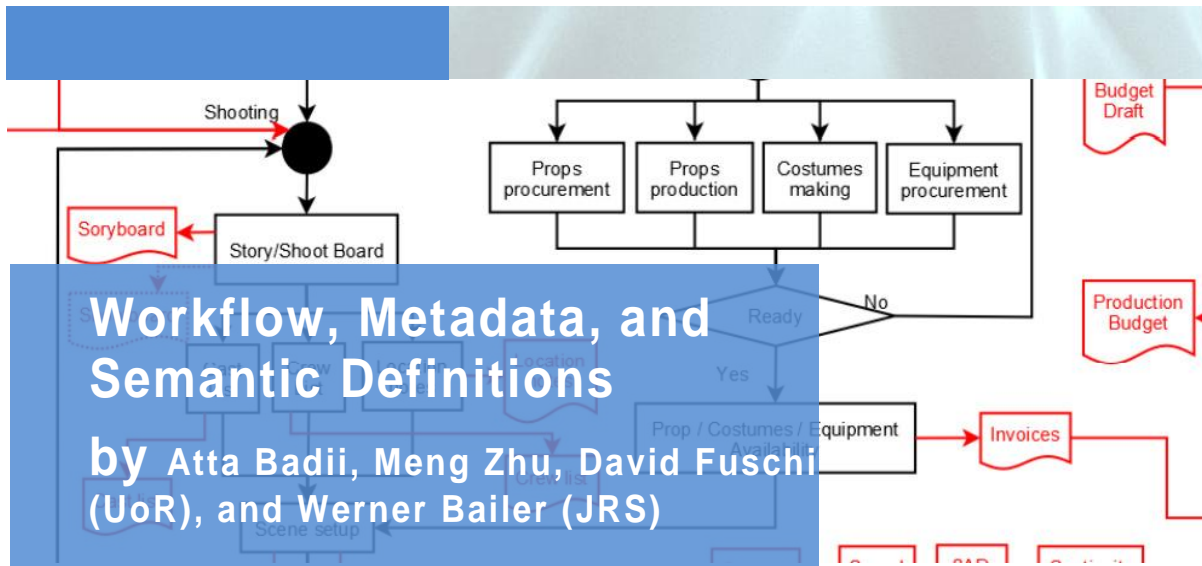 Budget
Draft
Shooting
Props
procurement
Props
production
Costumes
making
Equipment
procurement
Soryboard
Story/Shoot Board
No
Ready
Production
Budget
Workflow, Metadata, and
Semantic Definitions
Yes
Prop / Costumes / Equipment
Availability
Invoices
by Atta Badii, Meng Zhu, David Fuschi
(UoR), and Werner Bailer (JRS)
Crew list
Scene setup